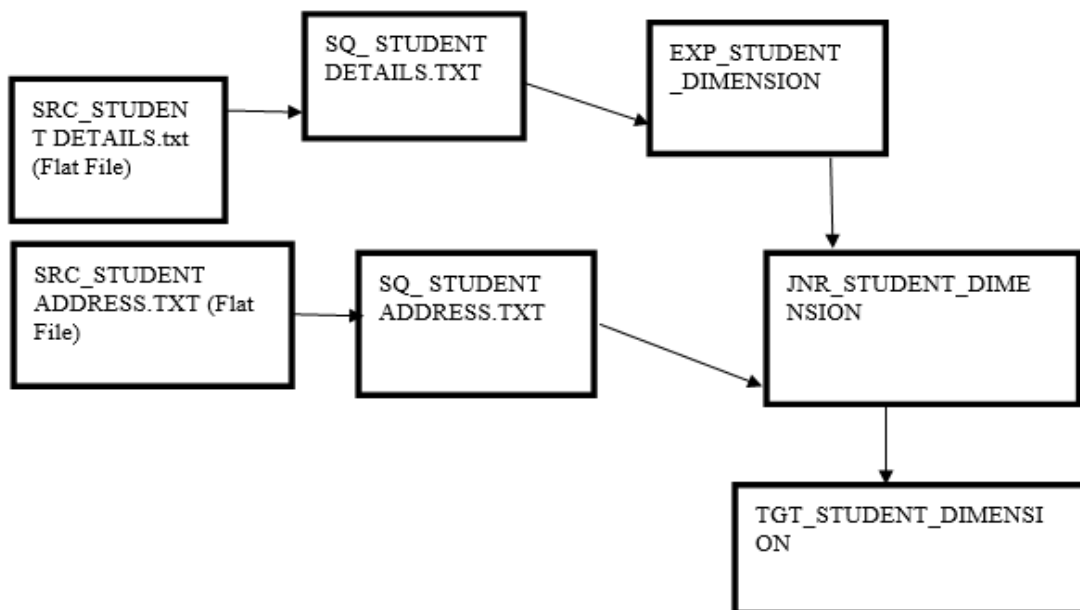 SQ_ STUDENT
DETAILS.TXT
EXP_STUDENT
_DIMENSION
SRC_STUDEN
T DETAILS.txt
(Flat File)
SRC_STUDENT
ADDRESS.TXT (Flat
File)
SQ_ STUDENT
ADDRESS.TXT
JNR_STUDENT_DIME
NSION
TGT_STUDENT_DIMENSI
ON